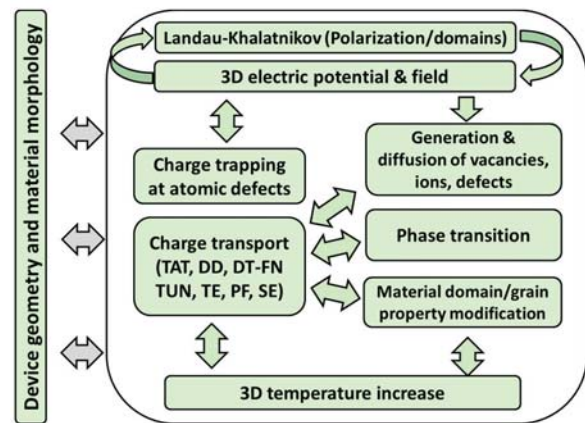 Device geometry and material morphology
Landau-Khalatnikov (Polarization/domains)
3D electric potential & field
Charge trapping
at atomic defects
Generation &
diffusion of vacancies,
ions, defects
Charge transport
(TAT, DD, DT-FN
TUN, TE, PF, SE)
Phase transition
Material domain/grain
property modification
3D temperature increase